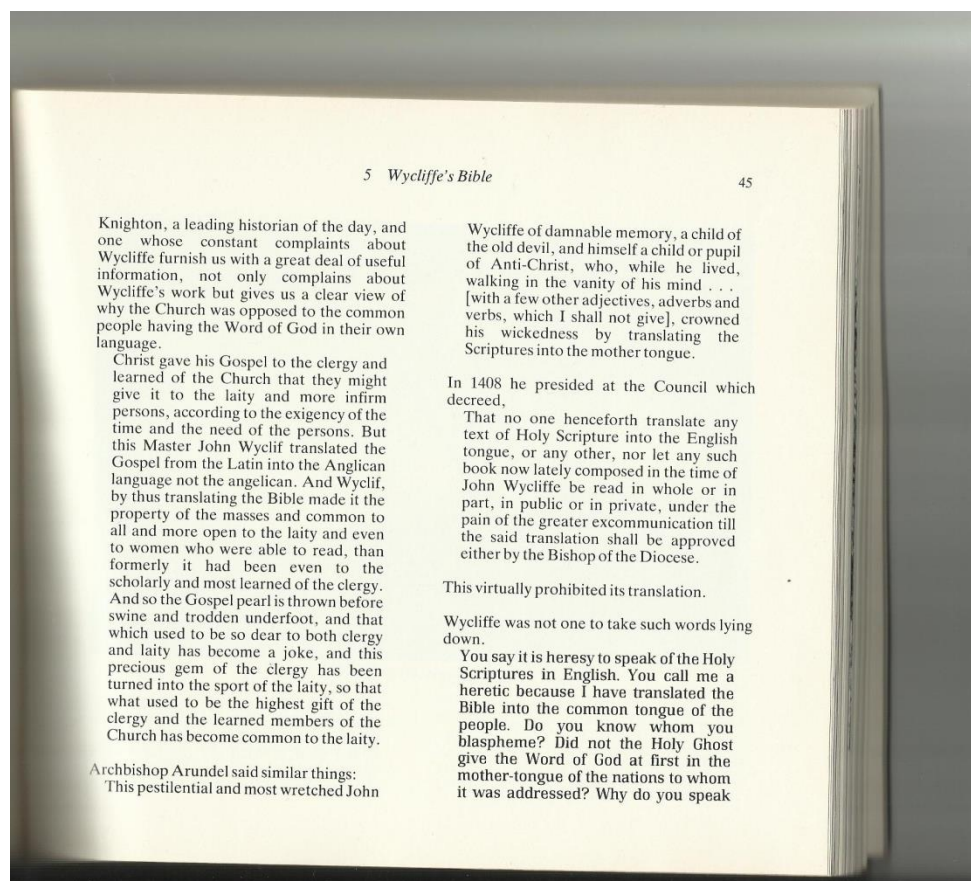 5 Wycliffe's Bible
45
Knighton, a leading historian of the day, and
one whose constant complaints about
Wycliffe furnish us with a great deal of useful
information, not only complains about
Wycliffe's work but gives us a clear view of
why the Church was opposed to the common
people having the Word of God in their own
language.
Christ gave his Gospel to the clergy and
learned of the Church that they might
give it to the laity and more infirm
persons, according to the exigency of the
time and the need of the persons. But
this Master John Wyclif translated the
Gospel from the Latin into the Anglican
language not the angelican. And Wyclif,
by thus translating the Bible made it the
property of the masses and common to
all and more open to the laity and even
to women who were able to read, than
formerly it had been even to the
scholarly and most learned of the clergy.
And so the Gospel pearl is thrown before
swine and trodden underfoot, and that
which used to be so dear to both clergy
and laity has become a joke, and this
precious gem of the clergy has been
turned into the sport of the laity, so that
what used to be the highest gift of the
clergy and the learned members of the
Church has become common to the laity.
Archbishop Arundel said similar things:
This pestilential and most wretched John
Wycliffe of damnable memory, a child of
the old devil, and himself a child or pupil
of Anti-Christ, who, while he lived,
walking in the vanity of his mind . . .
[with a few other adjectives, adverbs and
verbs, which I shall not give], crowned
his wickedness by translating the
Scriptures into the mother tongue.
In 1408 he presided at the Council which
decreed,
That no one henceforth translate any
text of Holy Scripture into the English
tongue, or any other, nor let any such
book now lately composed in the time of
John Wycliffe be read in whole or in
part, in public or in private, under the
pain of the greater excommunication till
the said translation shall be approved
either by the Bishop of the Diocese.
This virtually prohibited its translation.
Wycliffe was not one to take such words lying
down.
You say it is heresy to speak of the Holy
Scriptures in English. You call me a
heretic because I have translated the
Bible into the common tongue of the
people. Do you know whom you
blaspheme? Did not the Holy Ghost
give the Word of God at first in the
mother-tongue of the nations to whom
it was addressed? Why do you speak